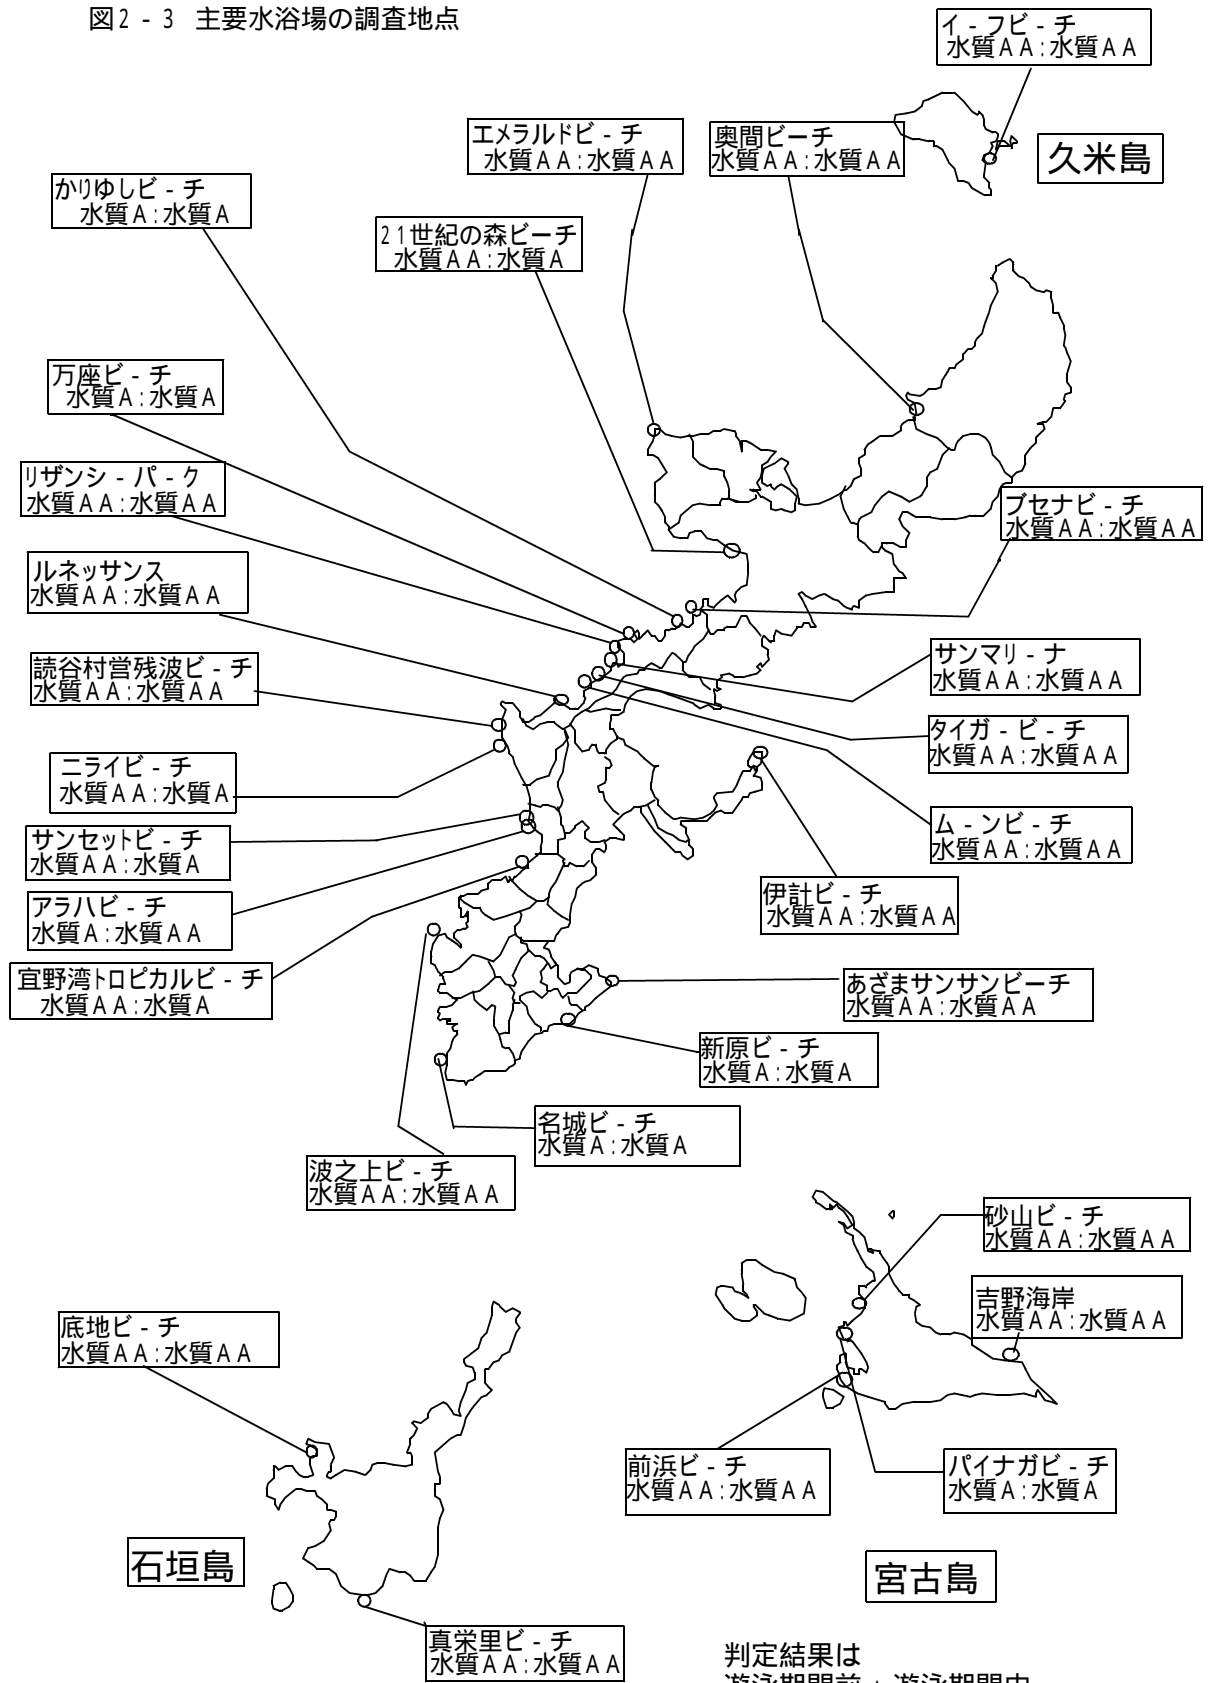 図2-3 主要水浴場の調査地点
イ-フビ-チ
水質AA:水質AA
久米島
エメラルドビ-チ
水質AA:水質AA
奥間ビーチ
水質AA:水質AA
かりゆしビ-チ
水質A:水質A
21世紀の森ビーチ
水質AA:水質A
万座ビ-チ
水質A:水質A
リザンシ-パ-ク
水質AA:水質AA
ブセナビ-チ
水質AA:水質AA
ルネッサンス
水質AA:水質AA
読谷村営残波ビ-チ
水質AA:水質AA
サンマリ-ナ
水質AA:水質AA
タイガ-ビ-チ
水質AA:水質AA
ニライビ-チ
水質AA:水質A
ム-ンビ-チ
水質AA:水質AA
サンセットビ-チ
水質AA:水質A
伊計ビ-チ
水質AA:水質AA
アラハビ-チ
水質A:水質AA
宜野湾トロピカルビ-チ
水質AA:水質A
あざまサンサンビーチ
水質AA:水質AA
新原ビ-チ
水質A:水質A
名城ビ-チ
水質A:水質A
波之上ビ-チ
水質AA:水質AA
砂山ビ-チ
水質AA:水質AA
吉野海岸
水質AA:水質AA
底地ビ-チ
水質AA:水質AA
前浜ビ-チ
水質AA:水質AA
パイナガビ-チ
水質A:水質A
石垣島
宮古島
真栄里ビ-チ
水質AA:水質AA
判定結果は